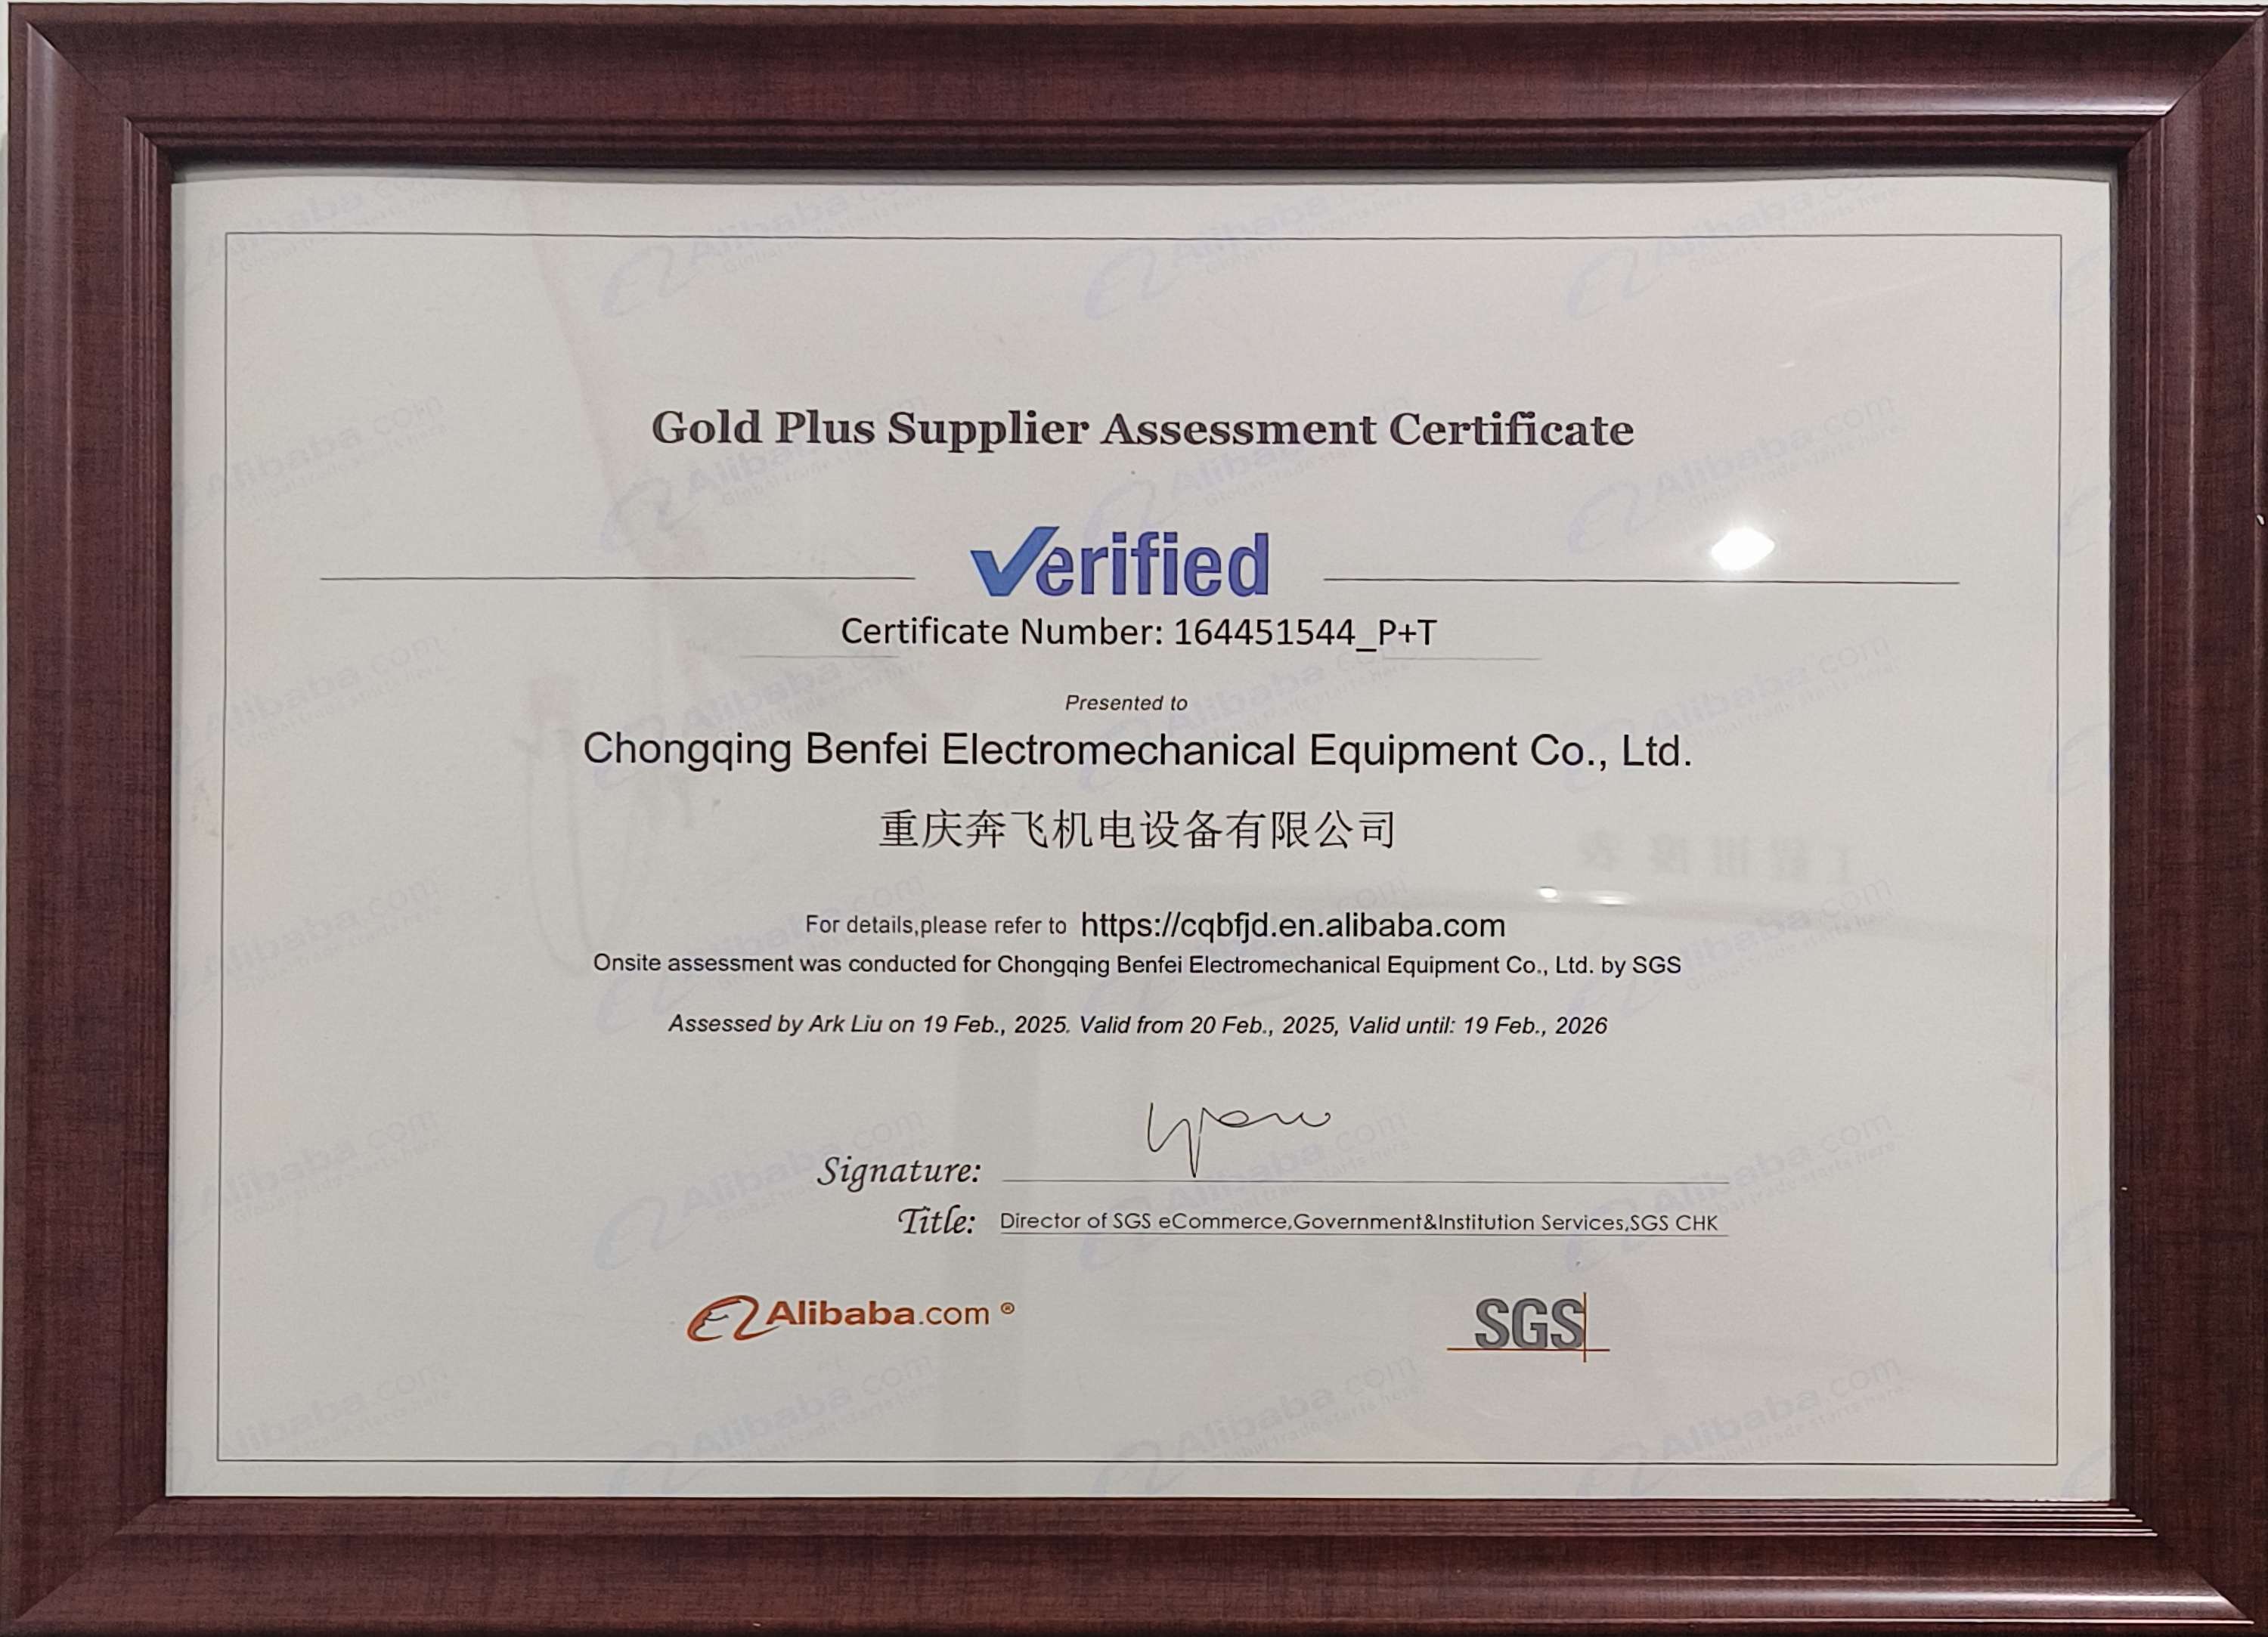 Gold Plus Supplier Assessment Certificate
Verified
Certificate Number: 164451544_P+T
Presented to
Chongqing Benfei Electromechanical Equipment Co., Ltd.
重庆奔飞机电设备有限公司
For details,please refer to https://cqbfjd.en.alibaba.com
Onsite assessment was conducted for Chongqing Benfei Electromechanical Equipment Co., Ltd. by SGS
Assessed by Ark Liu on 19 Feb., 2025. Valid from 20 Feb., 2025, Valid until: 19 Feb., 2026
Signature:
Title: Director of SGS eCommerce,Government&Institution Services,SGS CHK
Alibaba.com ®
SGS